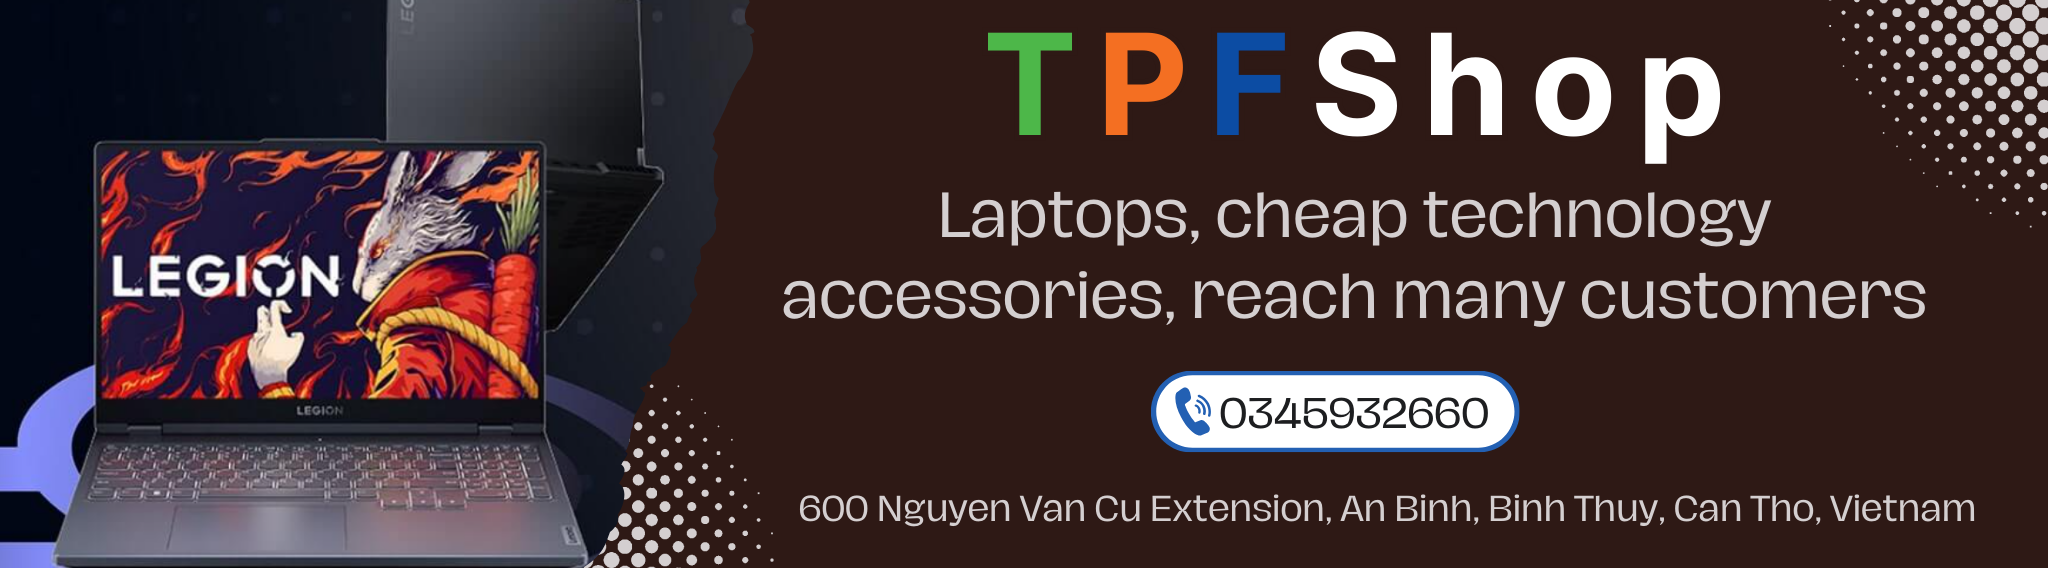 TPFShop
Laptops, cheap technology
accessories, reach many customers
0345932660
600 Nguyen Van Cu Extension, An Binh, Binh Thuy, Can Tho, Vietnam
LEGION
LEGION